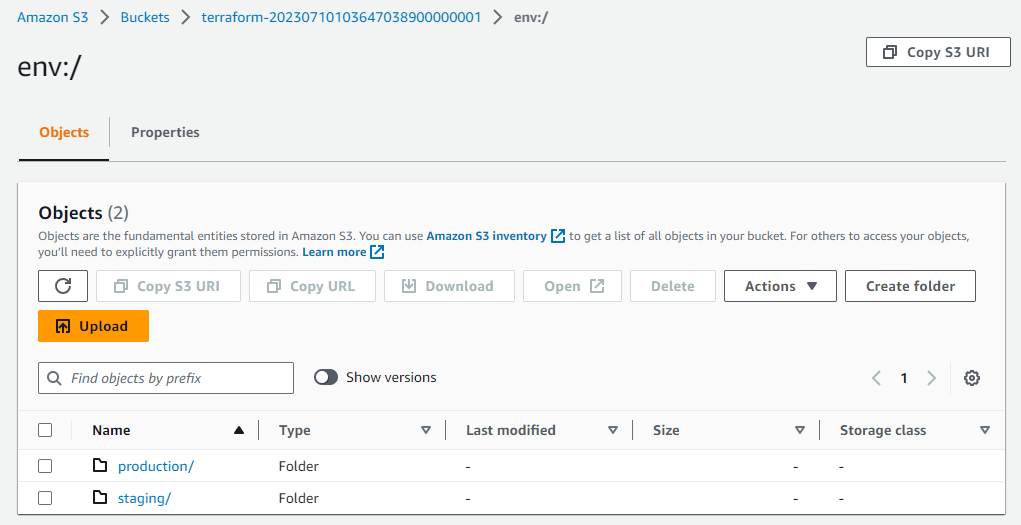 Amazon S3 > Buckets > terraform-20230710103647038900000001 > env:/
env:/
Copy S3 URI
Objects
Properties
Objects (2)
Objects are the fundamental entities stored in Amazon S3. You can use Amazon S3 inventory to get a list of all objects in your bucket. For others to access your objects,
you'll need to explicitly grant them permissions. Learn more
Copy S3 URI
Copy URL
Download
Open
Delete
Actions
Create folder
Upload
Find objects by prefix
Show versions
1
Name Type Last modified Size Storage class
production/ Folder - - -
staging/ Folder - - -